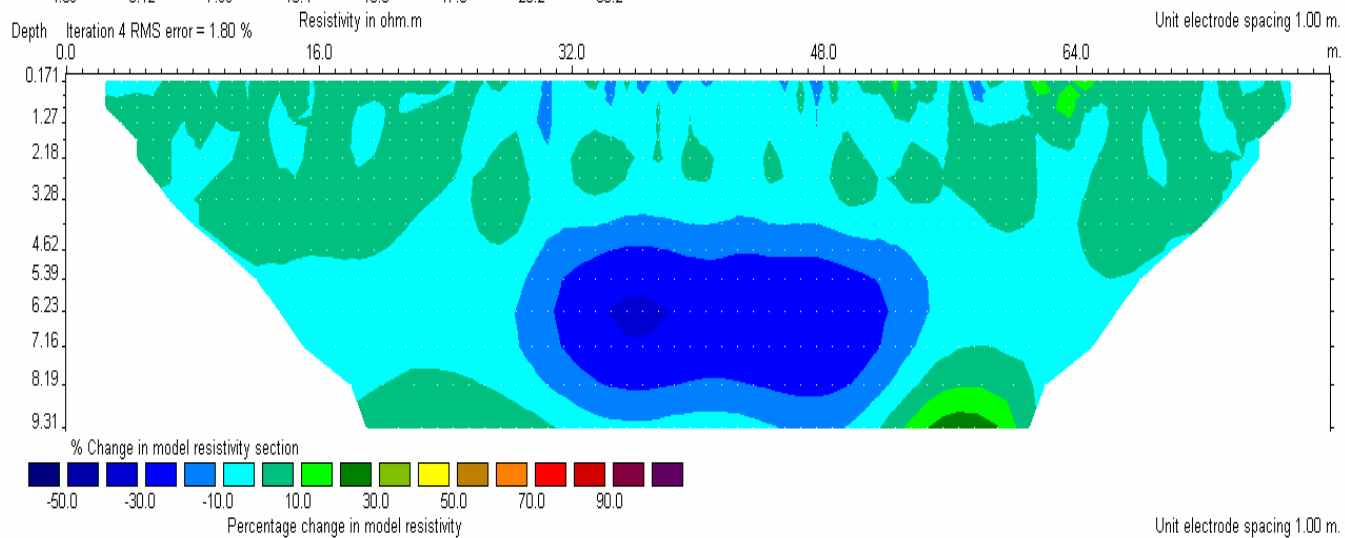 Resistivity in ohm.m Unit electrode spacing 1.00 m.
Depth Iteration 4 RMS error = 1.80 %
0.0 16.0 32.0 48.0 64.0 m.
0.171
1.27
2.18
3.28
4.62
5.39
6.23
7.16
8.19
9.31
% Change in model resistivity section
-50.0 -30.0 -10.0 10.0 30.0 50.0 70.0 90.0
Percentage change in model resistivity Unit electrode spacing 1.00 m.